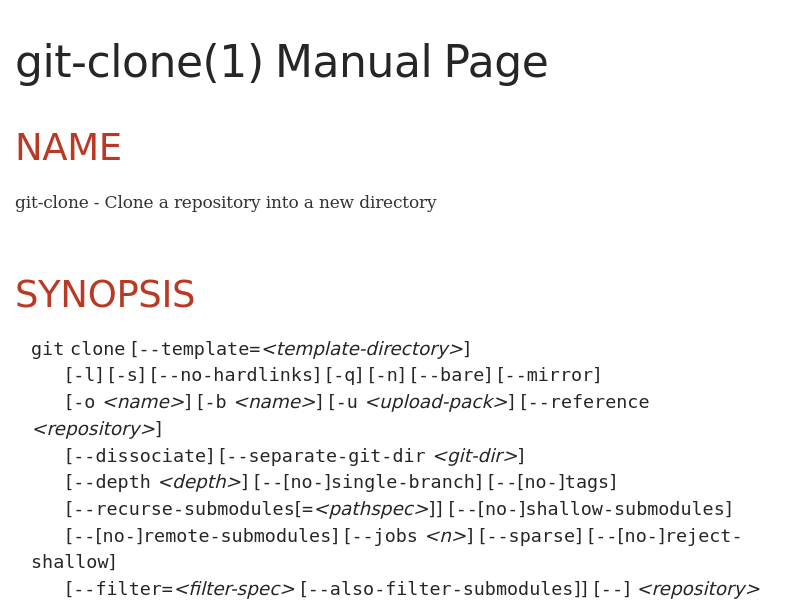 git-clone(1) Manual Page
NAME
git-clone - Clone a repository into a new directory
SYNOPSIS
git clone [--template=<template-directory>]
[-l] [-s] [--no-hardlinks] [-q] [-n] [--bare] [--mirror]
[-o <name>] [-b <name>] [-u <upload-pack>] [--reference
<repository>]
[--dissociate] [--separate-git-dir <git-dir>]
[--depth <depth>] [--[no-]single-branch] [--[no-]tags]
[--recurse-submodules[=<pathspec>]] [--[no-]shallow-submodules]
[--[no-]remote-submodules] [--jobs <n>] [--sparse] [--[no-]reject-
shallow]
[--filter=<filter-spec> [--also-filter-submodules]] [--] <repository>